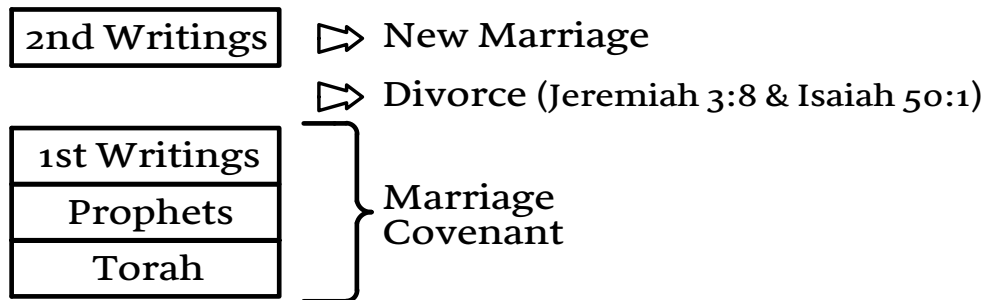 2nd Writings
New Marriage
Divorce (Jeremiah 3:8 & Isaiah 50:1)
1st Writings
Prophets
Torah
Marriage
Covenant